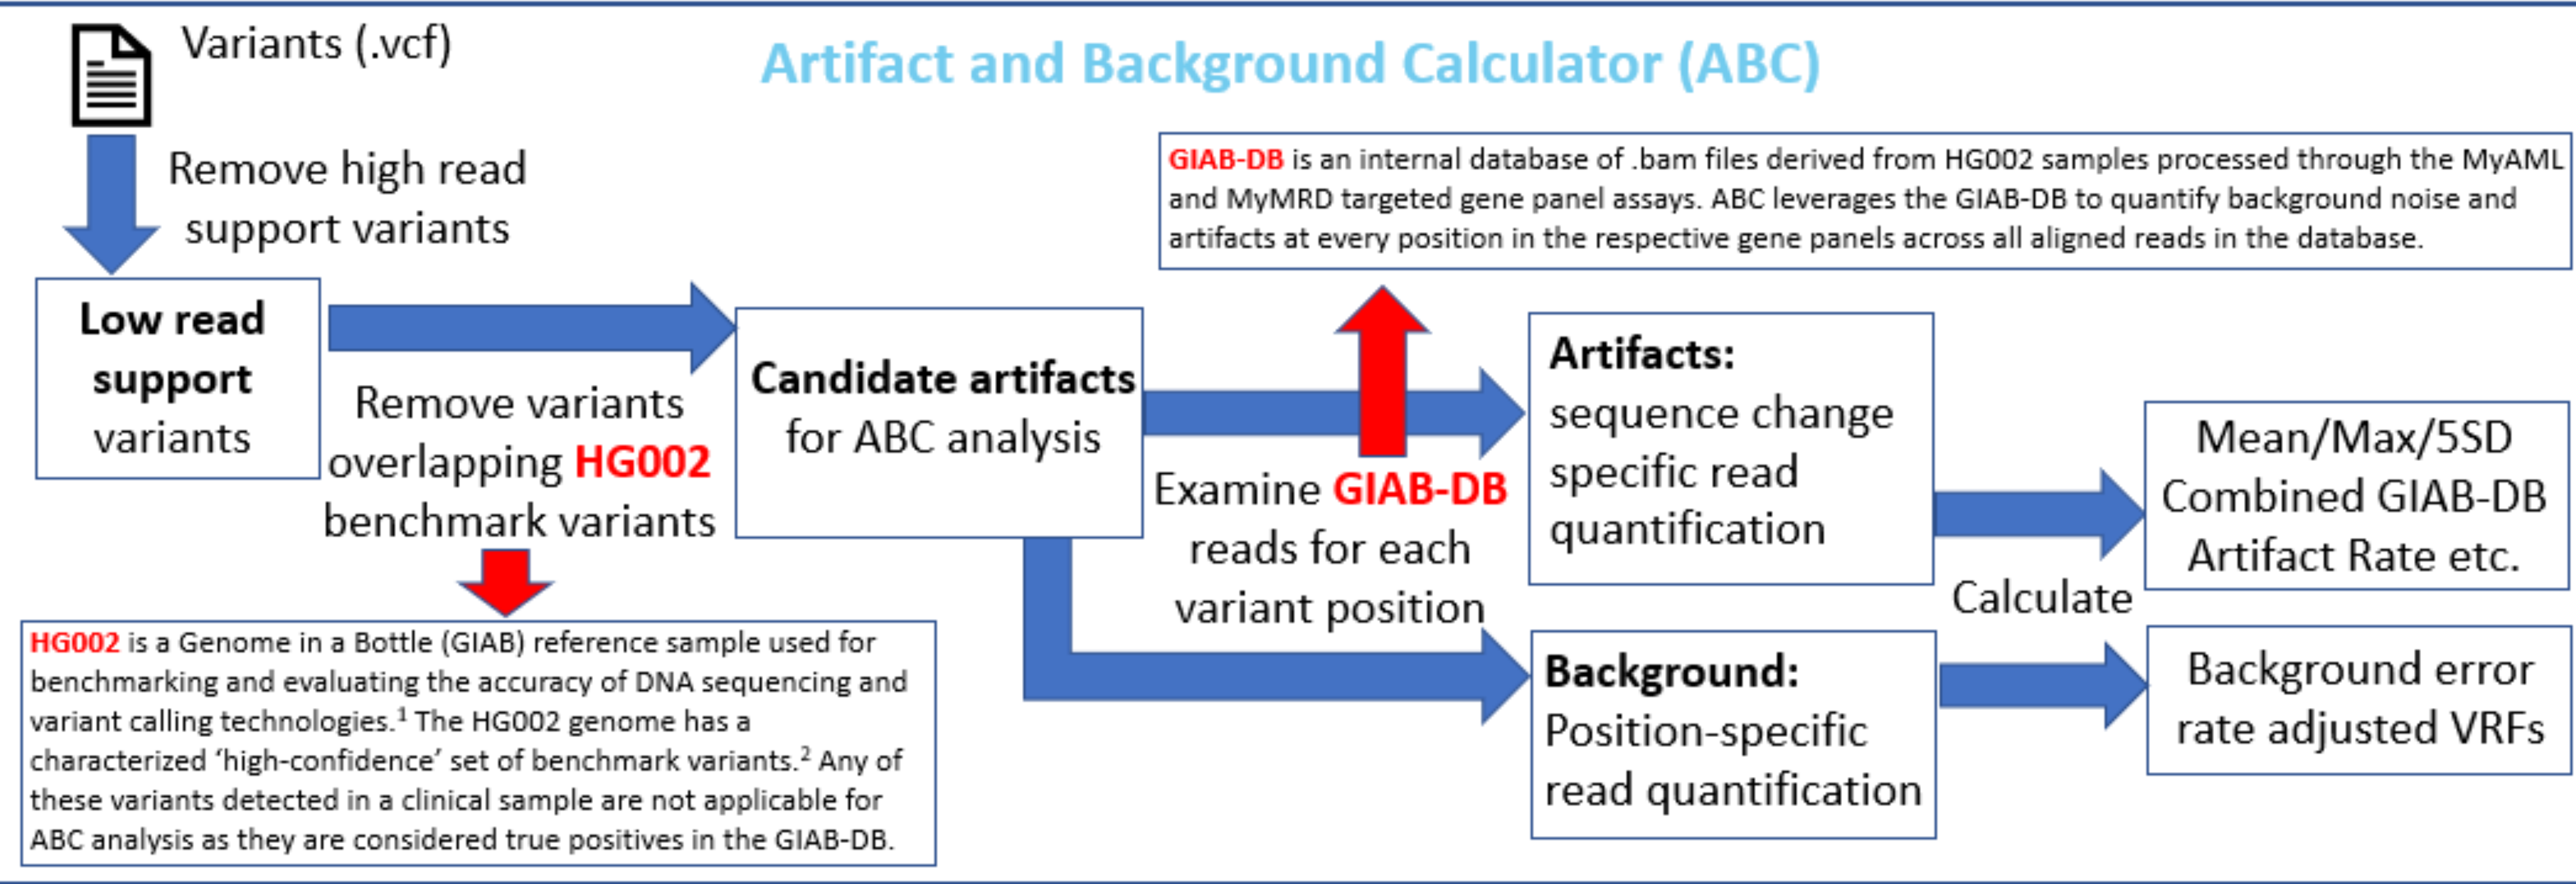 Variants (.vcf)
Artifact and Background Calculator (ABC)
Remove high read
support variants
GIAB-DB is an internal database of .bam files derived from HG002 samples processed through the MyAML
and MyMRD targeted gene panel assays. ABC leverages the GIAB-DB to quantify background noise and
artifacts at every position in the respective gene panels across all aligned reads in the database.
Low read
support
variants
Remove variants
overlapping HG002
benchmark variants
Candidate artifacts
for ABC analysis
Examine GIAB-DB
reads for each
variant position
Artifacts:
sequence change
specific read
quantification
Mean/Max/5SD
Combined GIAB-DB
Artifact Rate etc.
Calculate
HG002 is a Genome in a Bottle (GIAB) reference sample used for
benchmarking and evaluating the accuracy of DNA sequencing and
variant calling technologies.¹ The HG002 genome has a
characterized ‘high-confidence’ set of benchmark variants.² Any of
these variants detected in a clinical sample are not applicable for
ABC analysis as they are considered true positives in the GIAB-DB.
Background:
Position-specific
read quantification
Background error
rate adjusted VRFs